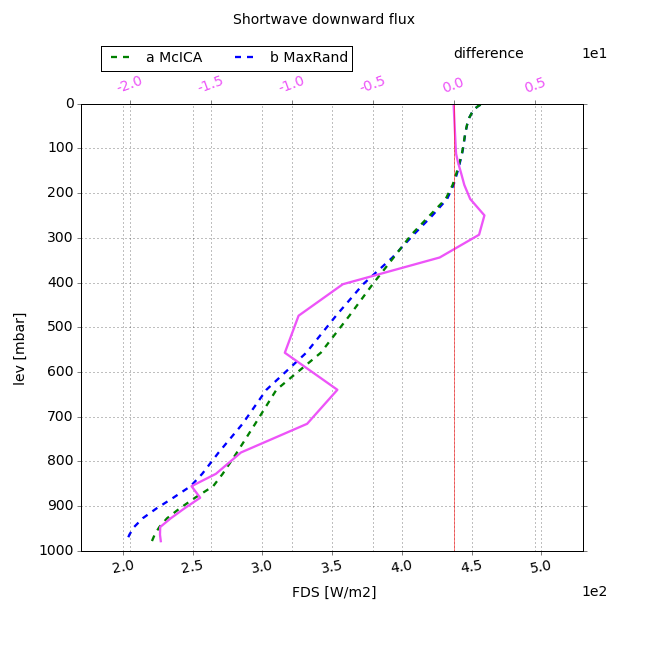 Shortwave downward flux
a McICA b MaxRand
difference 1e1
-2.0 -1.5 -1.0 -0.5 0.0 0.5
0
100
200
300
400
500
600
700
800
900
1000
lev [mbar]
2.0 2.5 3.0 3.5 4.0 4.5 5.0
FDS [W/m2] 1e2